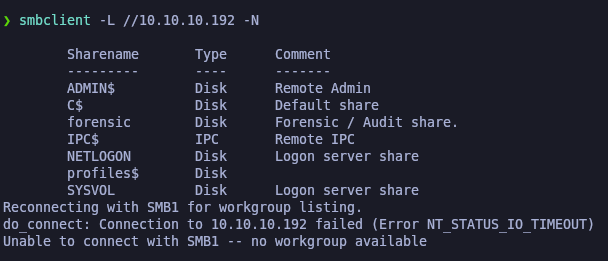 ❯ smbclient -L //10.10.10.192 -N
Sharename Type Comment
--------- ---- -------
ADMIN$ Disk Remote Admin
C$ Disk Default share
forensic Disk Forensic / Audit share.
IPC$ IPC Remote IPC
NETLOGON Disk Logon server share
profiles$ Disk
SYSVOL Disk Logon server share
Reconnecting with SMB1 for workgroup listing.
do_connect: Connection to 10.10.10.192 failed (Error NT_STATUS_IO_TIMEOUT)
Unable to connect with SMB1 -- no workgroup available